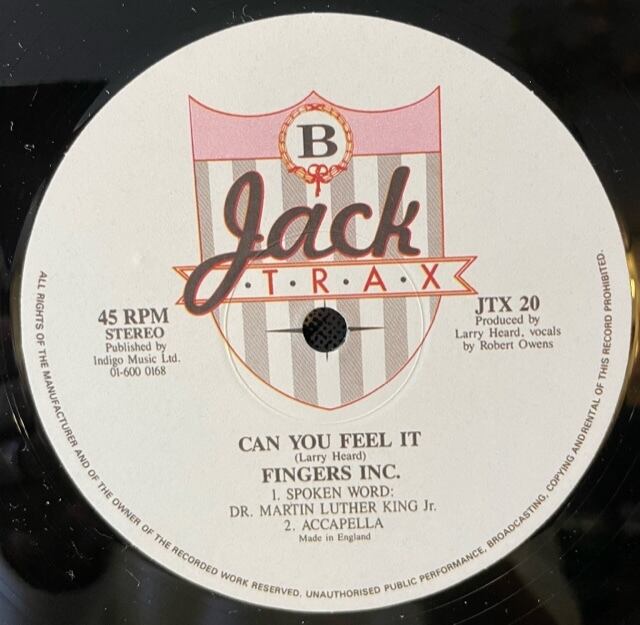 B
Jack
T·R·A·X
45 RPM
STEREO
Published by
Indigo Music Ltd.
01-600 0168
JTX 20
Produced by
Larry Heard, vocals
by Robert Owens
CAN YOU FEEL IT
(Larry Heard)
FINGERS INC.
1. SPOKEN WORD:
DR. MARTIN LUTHER KING Jr.
2. ACCAPELLA
Made in England
ALL RIGHTS OF THE MANUFACTURER AND OF THE OWNER OF THE RECORDED WORK RESERVED. UNAUTHORISED PUBLIC PERFORMANCE, BROADCASTING, COPYING AND RENTAL OF THIS RECORD PROHIBITED.